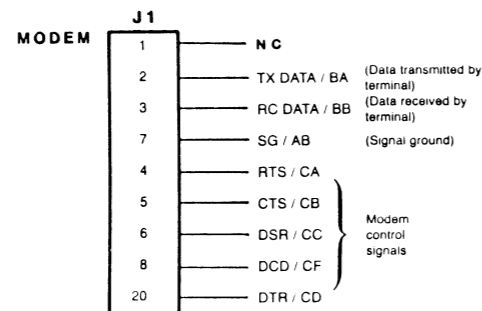 J1
MODEM
1 NC
2 TX DATA / BA (Data transmitted by
terminal)
3 RC DATA / BB (Data received by
terminal)
7 SG / AB (Signal ground)
4 RTS / CA
5 CTS / CB
6 DSR / CC
8 DCD / CF
20 DTR / CD
Modem
control
signals